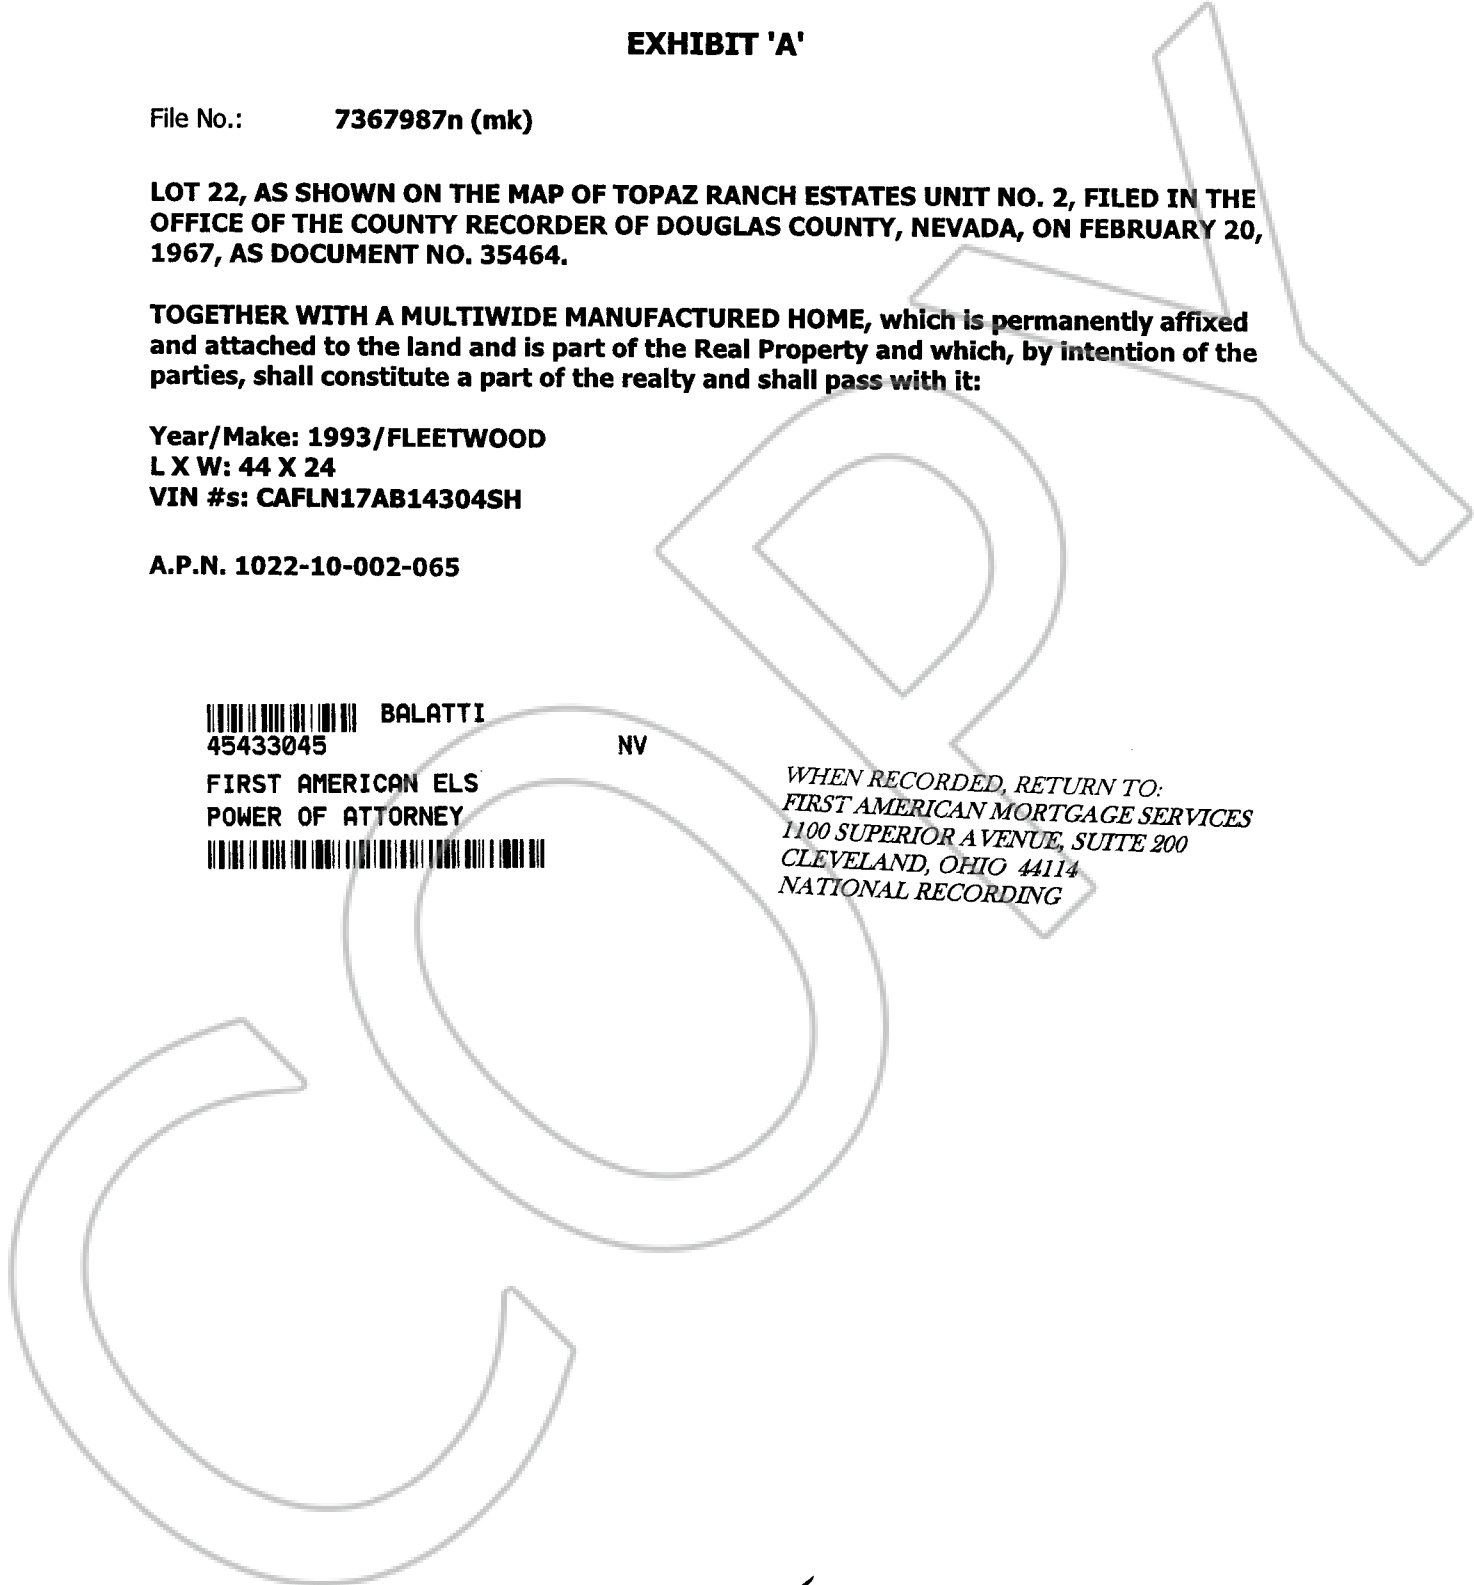 EXHIBIT 'A'
File No.: 7367987n (mk)
LOT 22, AS SHOWN ON THE MAP OF TOPAZ RANCH ESTATES UNIT NO. 2, FILED IN THE
OFFICE OF THE COUNTY RECORDER OF DOUGLAS COUNTY, NEVADA, ON FEBRUARY 20,
1967, AS DOCUMENT NO. 35464.
TOGETHER WITH A MULTIWIDE MANUFACTURED HOME, which is permanently affixed
and attached to the land and is part of the Real Property and which, by intention of the
parties, shall constitute a part of the realty and shall pass with it:
Year/Make: 1993/FLEETWOOD
L X W: 44 X 24
VIN #s: CAFLN17AB14304SH
A.P.N. 1022-10-002-065
BALATTI
45433045 NV
FIRST AMERICAN ELS
POWER OF ATTORNEY
WHEN RECORDED, RETURN TO:
FIRST AMERICAN MORTGAGE SERVICES
1100 SUPERIOR AVENUE, SUITE 200
CLEVELAND, OHIO 44114
NATIONAL RECORDING
COPY